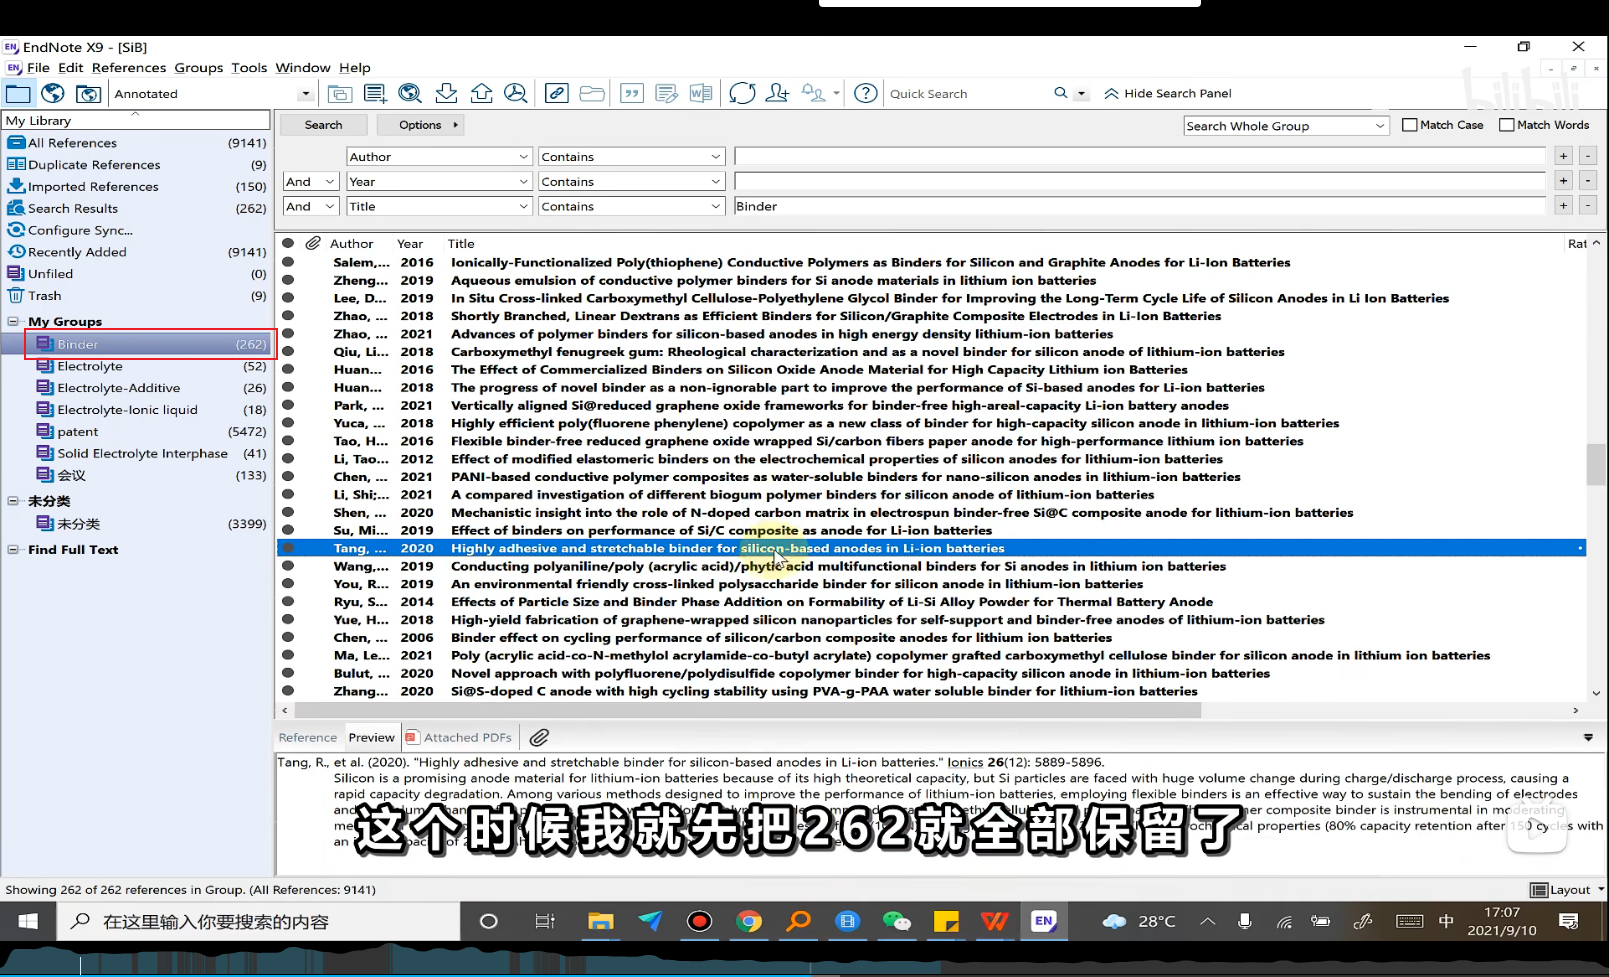 bilibili
EndNote X9 - [SiB]
File Edit References Groups Tools Window Help
Annotated
Quick Search
Hide Search Panel
My Library
All References (9141)
Duplicate References (9)
Imported References (150)
Search Results (262)
Configure Sync...
Recently Added (9141)
Unfiled (0)
Trash (9)
My Groups
Binder (262)
Electrolyte (52)
Electrolyte-Additive (26)
Electrolyte-Ionic liquid (18)
patent (5472)
Solid Electrolyte Interphase (41)
会议 (133)
未分类
未分类 (3399)
Find Full Text
Search Options Search Whole Group Match Case Match Words
Author Contains + -
And Year Contains + -
And Title Contains Binder + -
Author Year Title Rat
Salem,... 2016 Ionically-Functionalized Poly(thiophene) Conductive Polymers as Binders for Silicon and Graphite Anodes for Li-Ion Batteries
Zheng... 2019 Aqueous emulsion of conductive polymer binders for Si anode materials in lithium ion batteries
Lee, D... 2019 In Situ Cross-linked Carboxymethyl Cellulose-Polyethylene Glycol Binder for Improving the Long-Term Cycle Life of Silicon Anodes in Li Ion Batteries
Zhao, ... 2018 Shortly Branched, Linear Dextrans as Efficient Binders for Silicon/Graphite Composite Electrodes in Li-Ion Batteries
Zhao, ... 2021 Advances of polymer binders for silicon-based anodes in high energy density lithium-ion batteries
Qiu, Li... 2018 Carboxymethyl fenugreek gum: Rheological characterization and as a novel binder for silicon anode of lithium-ion batteries
Huan... 2016 The Effect of Commercialized Binders on Silicon Oxide Anode Material for High Capacity Lithium ion Batteries
Huan... 2018 The progress of novel binder as a non-ignorable part to improve the performance of Si-based anodes for Li-ion batteries
Park, ... 2021 Vertically aligned Si@reduced graphene oxide frameworks for binder-free high-areal-capacity Li-ion battery anodes
Yuca, ... 2018 Highly efficient poly(fluorene phenylene) copolymer as a new class of binder for high-capacity silicon anode of lithium-ion batteries
Tao, H... 2016 Flexible binder-free reduced graphene oxide wrapped Si/carbon fibers paper anode for high-performance lithium ion batteries
Li, Tao... 2012 Effect of modified elastomeric binders on the electrochemical properties of silicon anodes for lithium-ion batteries
Chen, ... 2021 PANI-based conductive polymer composites as water-soluble binders for nano-silicon anodes in lithium-ion batteries
Li, Shi;... 2021 A compared investigation of different biogum polymer binders for silicon anode of lithium-ion batteries
Shen, ... 2020 Mechanistic insight into the role of N-doped carbon matrix in electrospun binder-free Si@C composite anode for lithium-ion batteries
Su, Mi... 2019 Effect of binders on performance of Si/C composite as anode for Li-ion batteries
Tang, ... 2020 Highly adhesive and stretchable binder for silicon-based anodes in Li-ion batteries
Wang,... 2019 Conducting polyaniline/poly (acrylic acid)/phytic acid multifunctional binders for Si anodes in lithium ion batteries
You, R... 2019 An environmental friendly cross-linked polysaccharide binder for silicon anode in lithium-ion batteries
Ryu, S... 2014 Effects of Particle Size and Binder Phase Addition on Formability of Li-Si Alloy Powder for Thermal Battery Anode
Yue, H... 2018 High-yield fabrication of graphene-wrapped silicon nanoparticles for self-support and binder-free anodes of lithium-ion batteries
Chen, ... 2006 Binder effect on cycling performance of silicon/carbon composite anodes for lithium ion batteries
Ma, Le... 2021 Poly (acrylic acid-co-N-methylol acrylamide-co-butyl acrylate) copolymer grafted carboxymethyl cellulose binder for silicon anode in lithium ion batteries
Bulut, ... 2020 Novel approach with polyfluorene/polydisulfide copolymer binder for high-capacity silicon anode in lithium-ion batteries
Zhang... 2020 Si@S-doped C anode with high cycling stability using PVA-g-PAA water soluble binder for lithium-ion batteries
Reference Preview Attached PDFs
Tang, R., et al. (2020). "Highly adhesive and stretchable binder for silicon-based anodes in Li-ion batteries." Ionics 26(12): 5889-5896.
Silicon is a promising anode material for lithium-ion batteries because of its high theoretical capacity, but Si particles are faced with huge volume change during charge/discharge process, causing a
rapid capacity degradation. Among various methods designed to improve the performance of lithium-ion batteries, employing flexible binders is an effective way to sustain the bending of electrodes
composite binder is instrumental in moderating
properties (80% capacity retention after 150 cycles with
这个时候我就先把262就全部保留了
Showing 262 of 262 references in Group. (All References: 9141)
Layout
在这里输入你要搜索的内容
EN
28°C
中
17:07
2021/9/10